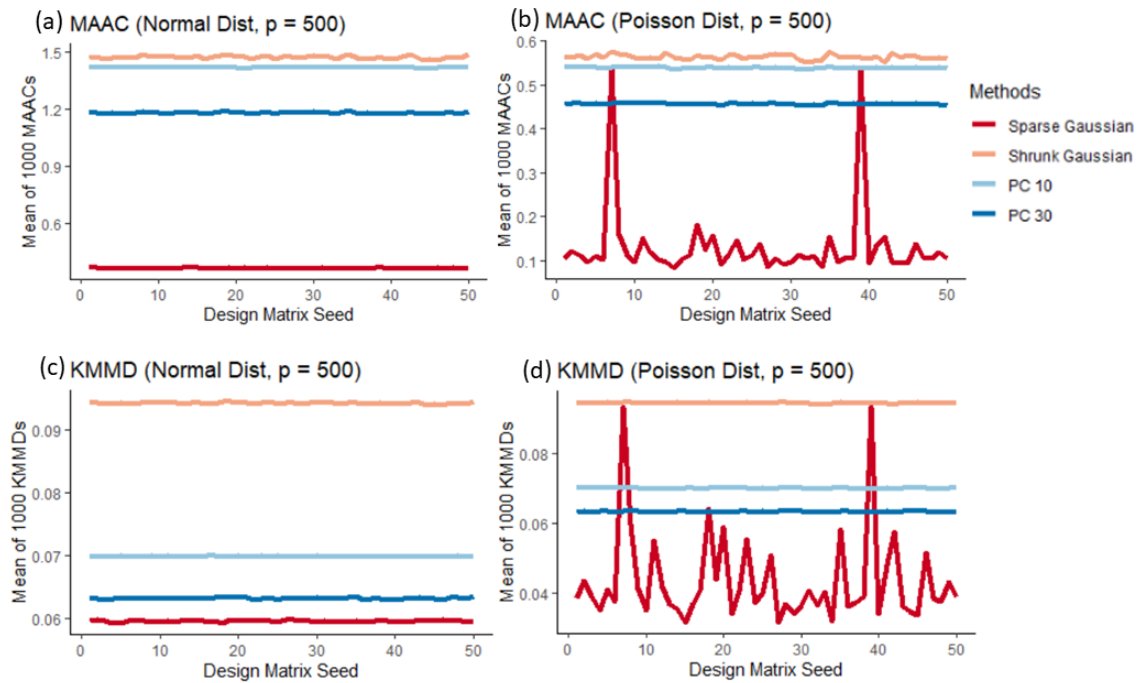 (a) MAAC (Normal Dist, p = 500)
Mean of 1000 MAACs
1.5
1.2
0.9
0.6
0 10 20 30 40 50
Design Matrix Seed
(b) MAAC (Poisson Dist, p = 500)
Mean of 1000 MAACs
0.6
0.5
0.4
0.3
0.2
0.1
0 10 20 30 40 50
Design Matrix Seed
Methods
Sparse Gaussian
Shrunk Gaussian
PC 10
PC 30
(c) KMMD (Normal Dist, p = 500)
Mean of 1000 KMMDs
0.09
0.08
0.07
0.06
0 10 20 30 40 50
Design Matrix Seed
(d) KMMD (Poisson Dist, p = 500)
Mean of 1000 KMMDs
0.08
0.06
0.04
0 10 20 30 40 50
Design Matrix Seed